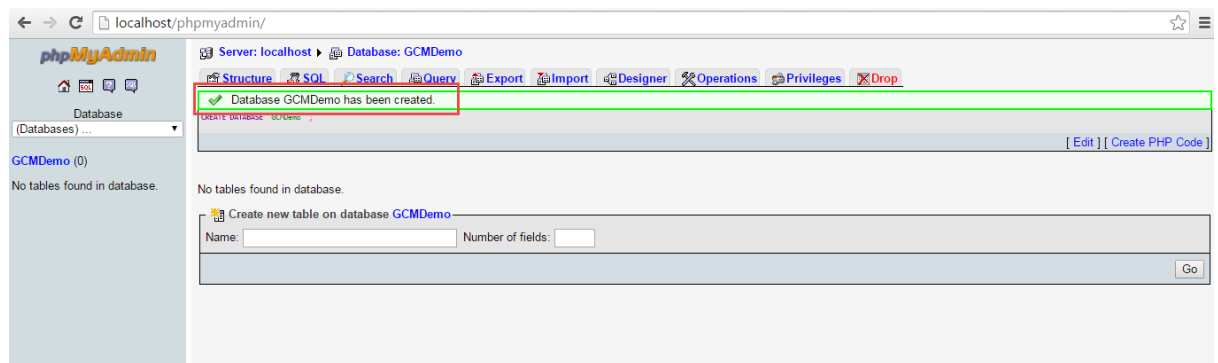 localhost/phpmyadmin/
phpMyAdmin
Database
(Databases) ...
GCMDemo (0)
No tables found in database.
Server: localhost Database: GCMDemo
Structure SQL Search Query Export Import Designer Operations Privileges Drop
Database GCMDemo has been created.
CREATE DATABASE `GCMDemo` ;
[ Edit ] [ Create PHP Code ]
No tables found in database.
Create new table on database GCMDemo
Name: Number of fields:
Go